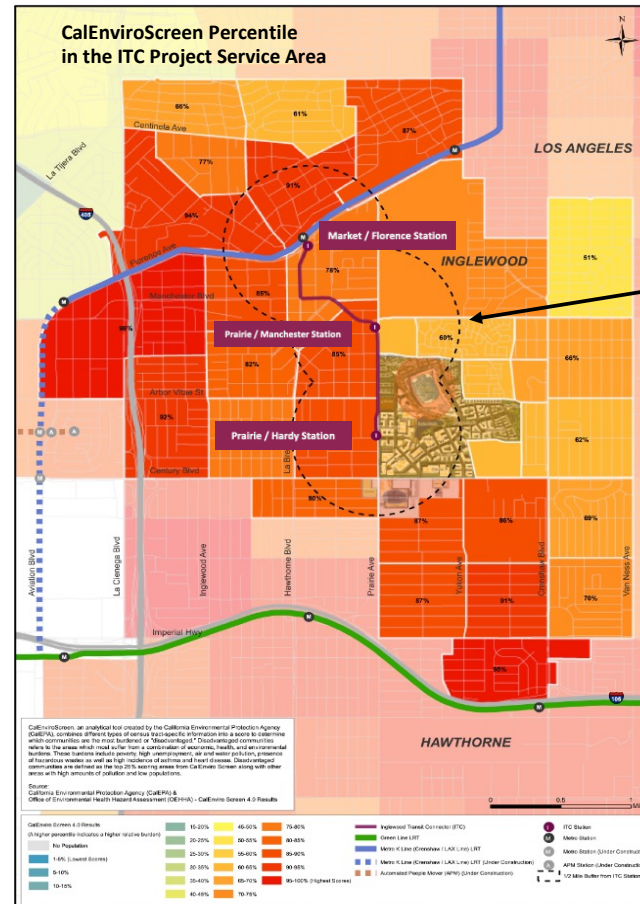 CalEnviroScreen Percentile
in the ITC Project Service Area
N
66%
61%
87%
Centinela Ave
LOS ANGELES
La Tijera Blvd
77%
91%
94%
405
M
M
Market / Florence Station
I
Florence Ave
78%
INGLEWOOD
51%
85%
Manchester Blvd
M
Prairie / Manchester Station
I
60%
85%
66%
82%
Arbor Vitae St
92%
Prairie / Hardy Station
I
62%
M A A
Century Blvd
M
80%
87%
86%
69%
Aviation Blvd
La Cienega Blvd
Inglewood Ave
Hawthorne Blvd
Prairie Ave
Yukon Ave
Crenshaw Blvd
Van Ness Ave
87%
91%
70%
Imperial Hwy
M
M
M
105
HAWTHORNE
CalEnviroScreen, an analytical tool created by the California Environmental Protection Agency
(CalEPA), combines different types of census tract-specific information into a score to determine
which communities are the most burdened or "disadvantaged." Disadvantaged communities
refers to the areas which most suffer from a combination of economic, health, and environmental
burdens. These burdens include poverty, high unemployment, air and water pollution, presence
of hazardous wastes as well as high incidence of asthma and heart disease. Disadvantaged
communities are defined as the top 25% scoring areas from CalEnviro Screen along with other
areas with high amounts of pollution and low populations.
Source:
California Environmental Protection Agency (CalEPA) &
Office of Environmental Health Hazard Assessment (OEHHA) - CalEnviro Screen 4.0 Results
0 0.5 1
CalEnviro Screen 4.0 Results
(A higher percentile indicates a higher relative burden)
No Population
1-5% (Lowest Scores)
5-10%
10-15%
15-20%
20-25%
25-30%
30-35%
35-40%
40-45%
45-50%
50-55%
55-60%
60-65%
65-70%
70-75%
75-80%
80-85%
85-90%
90-95%
95-100% (Highest Scores)
Inglewood Transit Connector (ITC)
Green Line LRT
Metro K Line (Crenshaw / LAX Line) LRT
Metro K Line (Crenshaw / LAX Line) LRT (Under Construction)
Automated People Mover (APM) (Under Construction)
I ITC Station
M Metro Station
M Metro Station (Under Constructi
A APM Station (Under Constructi
1/2 Mile Buffer from ITC Station